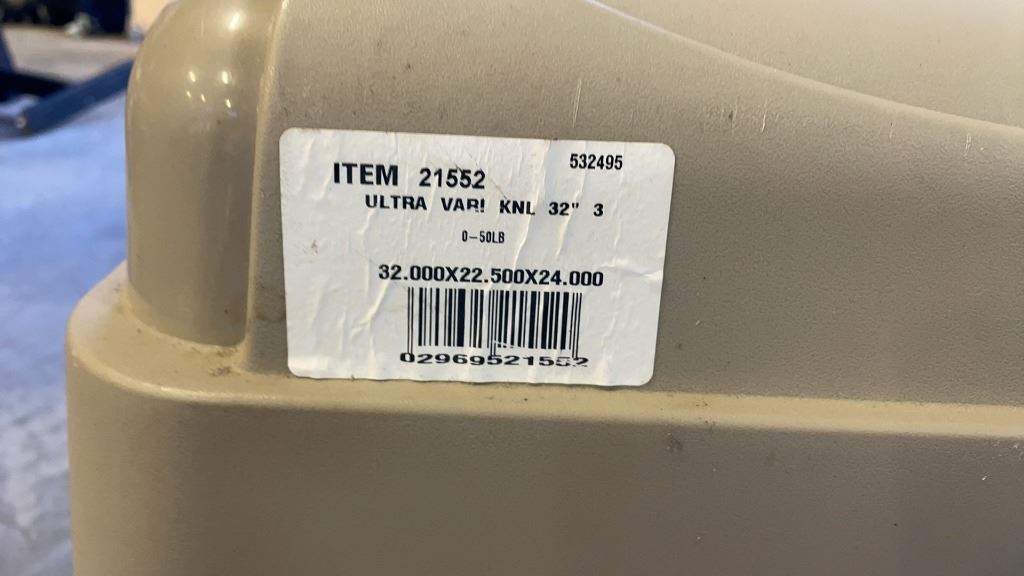 532495
ITEM 21552
ULTRA VARI KNL 32" 3
0-50LB
32.000X22.500X24.000
02969521552